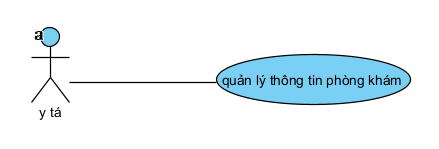 a
quản lý thông tin phòng khám
y tá